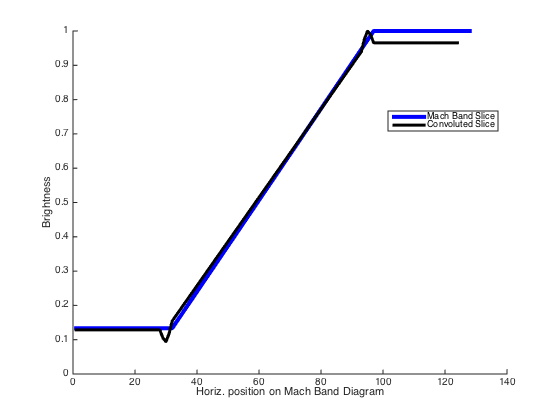 1
0.9
0.8
0.7
0.6
0.5
0.4
0.3
0.2
0.1
0
Brightness
Mach Band Slice
Convoluted Slice
0 20 40 60 80 100 120 140
Horiz. position on Mach Band Diagram